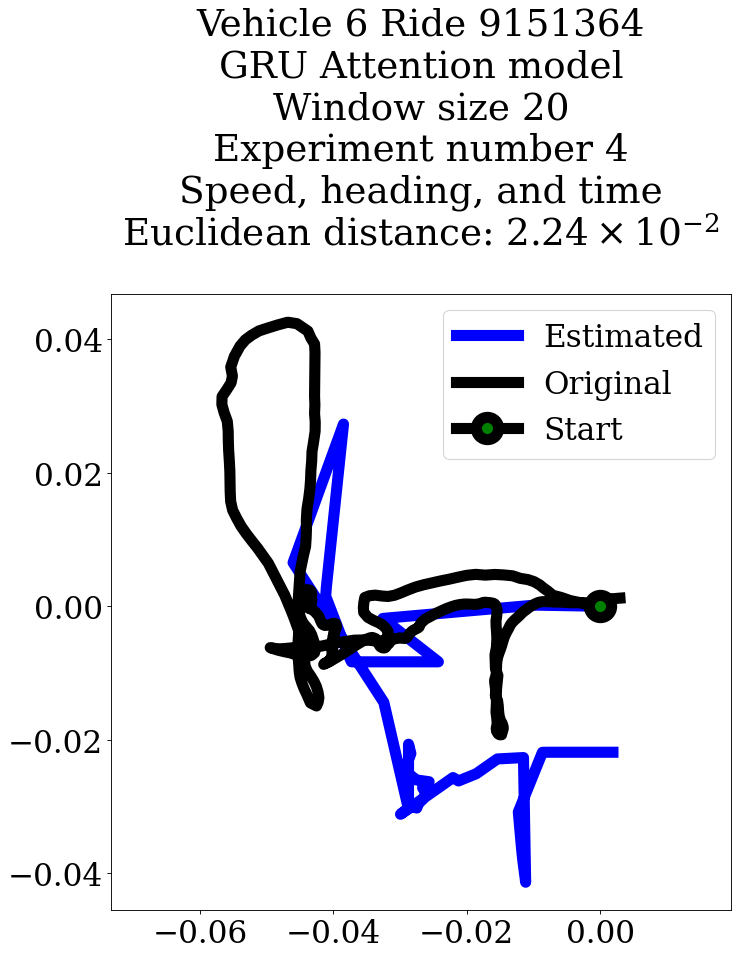 Vehicle 6 Ride 9151364
GRU Attention model
Window size 20
Experiment number 4
Speed, heading, and time
Euclidean distance: 2.24 × 10⁻²
Estimated
Original
Start
0.04
0.02
0.00
−0.02
−0.04
−0.06 −0.04 −0.02 0.00